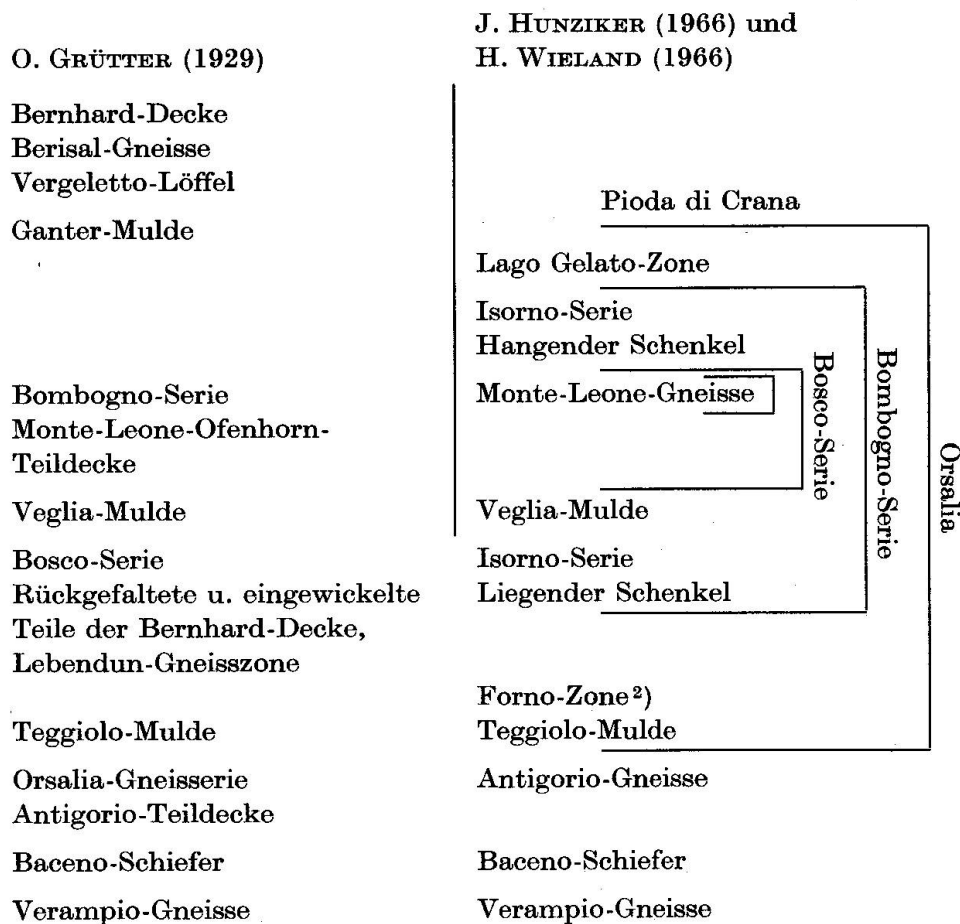 O. GRÜTTER (1929)
Bernhard-Decke
Berisal-Gneisse
Vergeletto-Löffel
Ganter-Mulde
Bombogno-Serie
Monte-Leone-Ofenhorn-
Teildecke
Veglia-Mulde
Bosco-Serie
Rückgefaltete u. eingewickelte
Teile der Bernhard-Decke,
Lebendun-Gneisszone
Teggiolo-Mulde
Orsalia-Gneisserie
Antigorio-Teildecke
Baceno-Schiefer
Verampio-Gneisse
J. HUNZIKER (1966) und
H. WIELAND (1966)
Pioda di Crana
Lago Gelato-Zone
Isorno-Serie
Hangender Schenkel
Monte-Leone-Gneisse
Veglia-Mulde
Isorno-Serie
Liegender Schenkel
Forno-Zone²)
Teggiolo-Mulde
Antigorio-Gneisse
Baceno-Schiefer
Verampio-Gneisse
Bosco-Serie
Bombogno-Serie
Orsalia